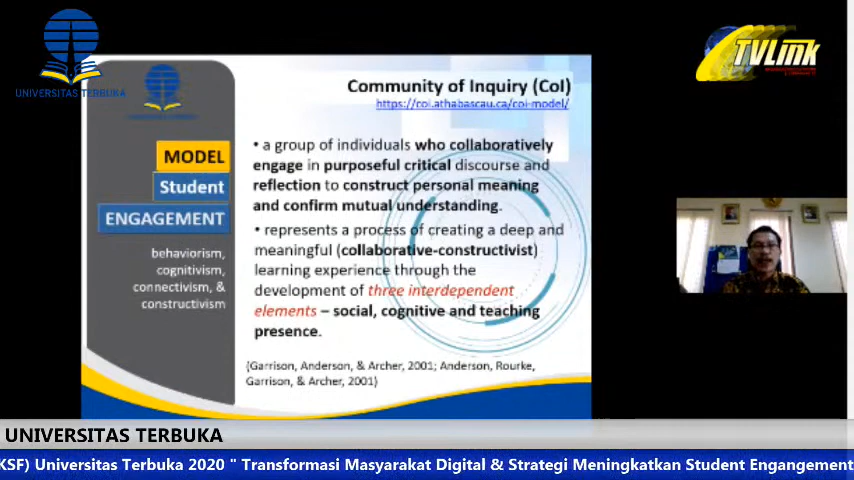 UNIVERSITAS TERBUKA
TVLink
Community of Inquiry (CoI)
https://coi.athabascau.ca/coi-model/
MODEL
Student
ENGAGEMENT
behaviorism,
cognitivism,
connectivism, &
constructivism
• a group of individuals who collaboratively
engage in purposeful critical discourse and
reflection to construct personal meaning
and confirm mutual understanding.
• represents a process of creating a deep and
meaningful (collaborative-constructivist)
learning experience through the
development of three interdependent
elements – social, cognitive and teaching
presence.
(Garrison, Anderson, & Archer, 2001; Anderson, Rourke,
Garrison, & Archer, 2001)
UNIVERSITAS TERBUKA
KSF) Universitas Terbuka 2020 " Transformasi Masyarakat Digital & Strategi Meningkatkan Student Engangement